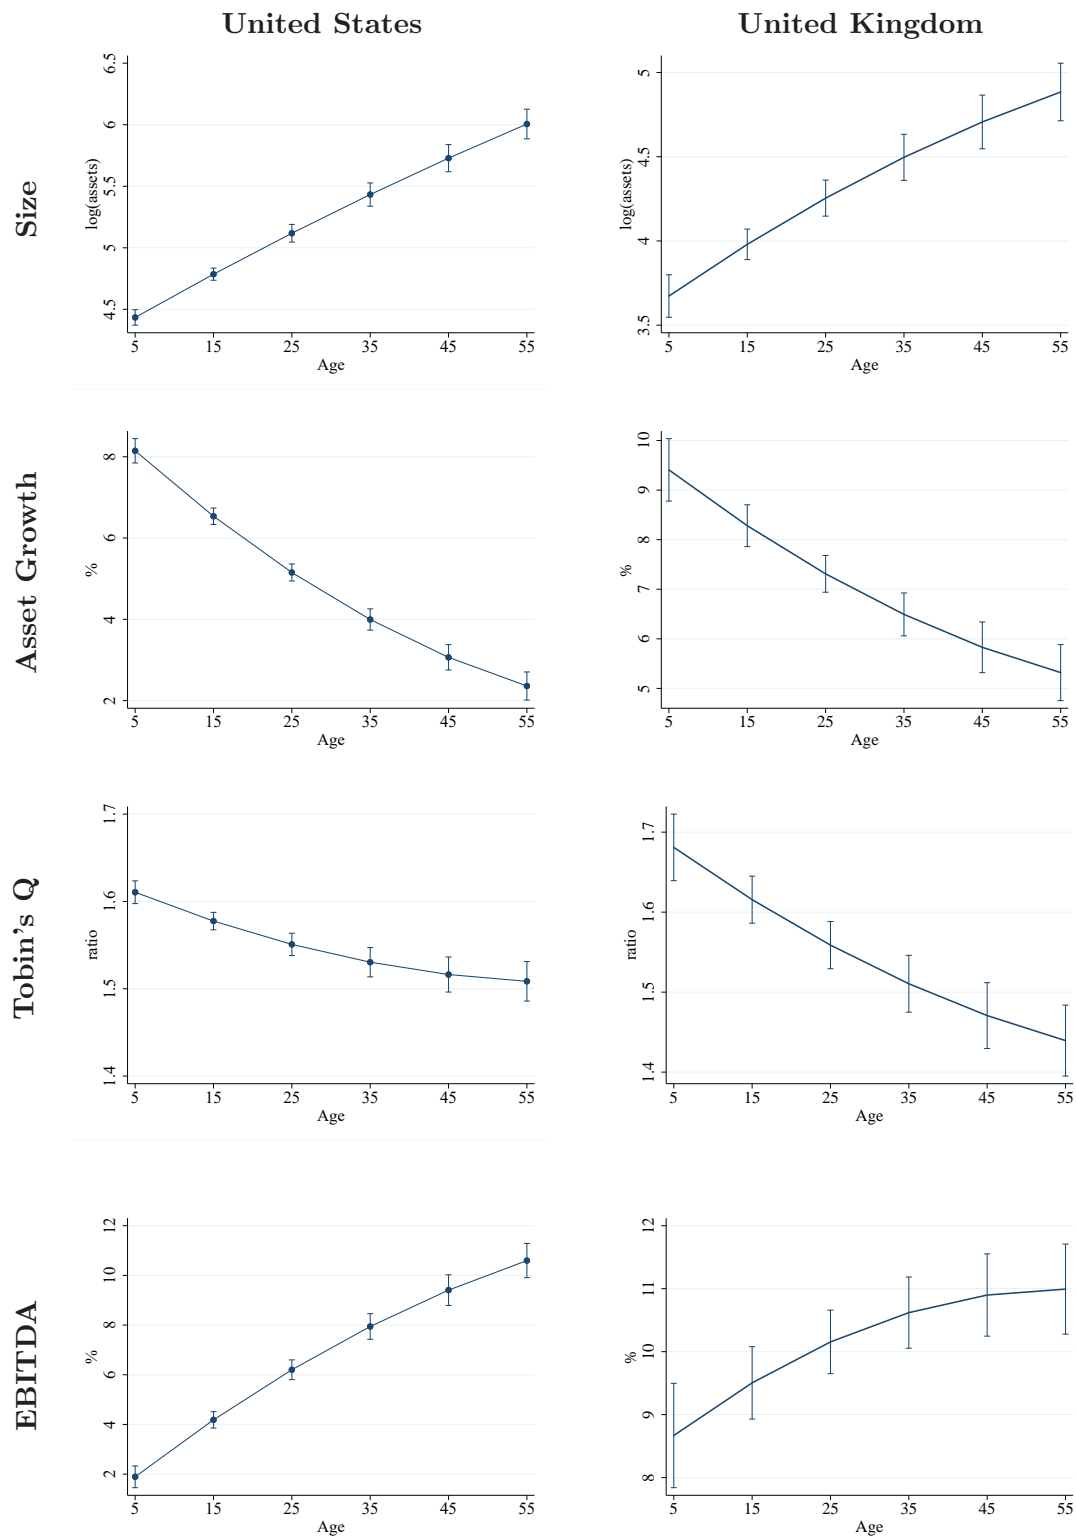 United States United Kingdom
Size
log(assets)
6.5
6
5.5
5
4.5
5 15 25 35 45 55
Age
log(assets)
5
4.5
4
3.5
5 15 25 35 45 55
Age
Asset Growth
%
8
6
4
2
5 15 25 35 45 55
Age
%
10
9
8
7
6
5
5 15 25 35 45 55
Age
Tobin's Q
ratio
1.7
1.6
1.5
1.4
5 15 25 35 45 55
Age
ratio
1.7
1.6
1.5
1.4
5 15 25 35 45 55
Age
EBITDA
%
12
10
8
6
4
2
5 15 25 35 45 55
Age
%
12
11
10
9
8
5 15 25 35 45 55
Age